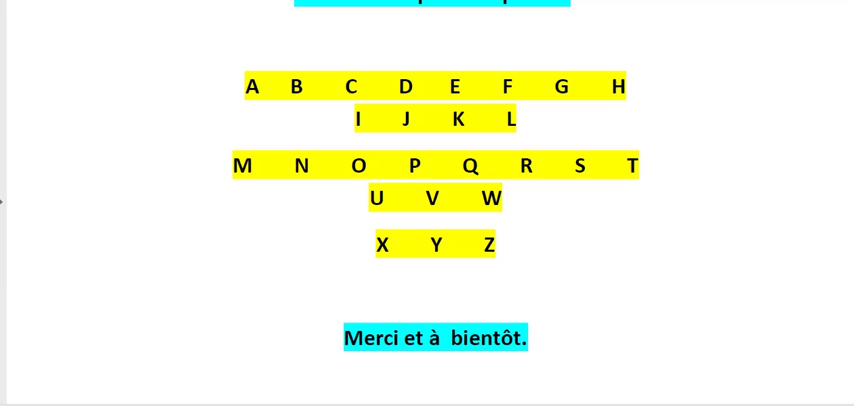 A B C D E F G H
I J K L
M N O P Q R S T
U V W
X Y Z
Merci et à bientôt.